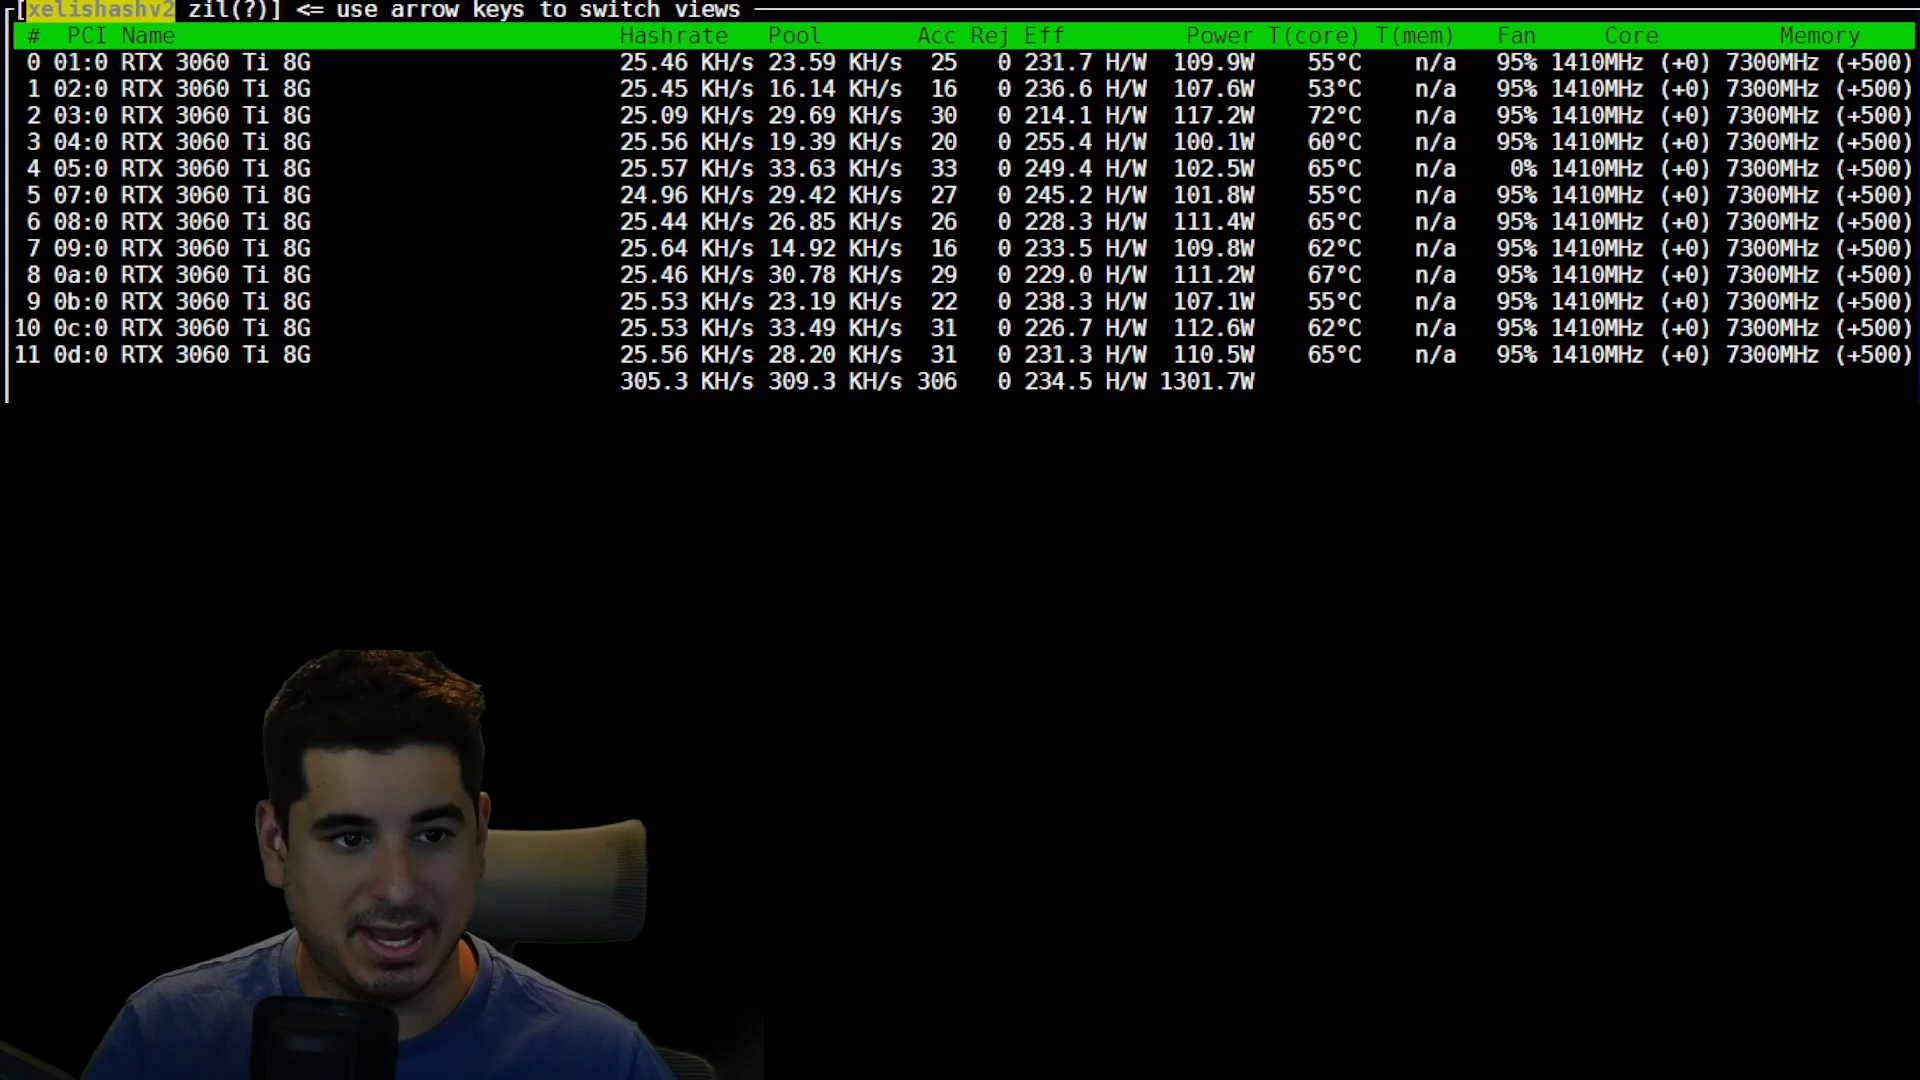 [xelishashv2 zil(?)] <= use arrow keys to switch views
# PCI Name Hashrate Pool Acc Rej Eff Power T(core) T(mem) Fan Core Memory
0 01:0 RTX 3060 Ti 8G 25.46 KH/s 23.59 KH/s 25 0 231.7 H/W 109.9W 55°C n/a 95% 1410MHz (+0) 7300MHz (+500)
1 02:0 RTX 3060 Ti 8G 25.45 KH/s 16.14 KH/s 16 0 236.6 H/W 107.6W 53°C n/a 95% 1410MHz (+0) 7300MHz (+500)
2 03:0 RTX 3060 Ti 8G 25.09 KH/s 29.69 KH/s 30 0 214.1 H/W 117.2W 72°C n/a 95% 1410MHz (+0) 7300MHz (+500)
3 04:0 RTX 3060 Ti 8G 25.56 KH/s 19.39 KH/s 20 0 255.4 H/W 100.1W 60°C n/a 95% 1410MHz (+0) 7300MHz (+500)
4 05:0 RTX 3060 Ti 8G 25.57 KH/s 33.63 KH/s 33 0 249.4 H/W 102.5W 65°C n/a 0% 1410MHz (+0) 7300MHz (+500)
5 07:0 RTX 3060 Ti 8G 24.96 KH/s 29.42 KH/s 27 0 245.2 H/W 101.8W 55°C n/a 95% 1410MHz (+0) 7300MHz (+500)
6 08:0 RTX 3060 Ti 8G 25.44 KH/s 26.85 KH/s 26 0 228.3 H/W 111.4W 65°C n/a 95% 1410MHz (+0) 7300MHz (+500)
7 09:0 RTX 3060 Ti 8G 25.64 KH/s 14.92 KH/s 16 0 233.5 H/W 109.8W 62°C n/a 95% 1410MHz (+0) 7300MHz (+500)
8 0a:0 RTX 3060 Ti 8G 25.46 KH/s 30.78 KH/s 29 0 229.0 H/W 111.2W 67°C n/a 95% 1410MHz (+0) 7300MHz (+500)
9 0b:0 RTX 3060 Ti 8G 25.53 KH/s 23.19 KH/s 22 0 238.3 H/W 107.1W 55°C n/a 95% 1410MHz (+0) 7300MHz (+500)
10 0c:0 RTX 3060 Ti 8G 25.53 KH/s 33.49 KH/s 31 0 226.7 H/W 112.6W 62°C n/a 95% 1410MHz (+0) 7300MHz (+500)
11 0d:0 RTX 3060 Ti 8G 25.56 KH/s 28.20 KH/s 31 0 231.3 H/W 110.5W 65°C n/a 95% 1410MHz (+0) 7300MHz (+500)
305.3 KH/s 309.3 KH/s 306 0 234.5 H/W 1301.7W